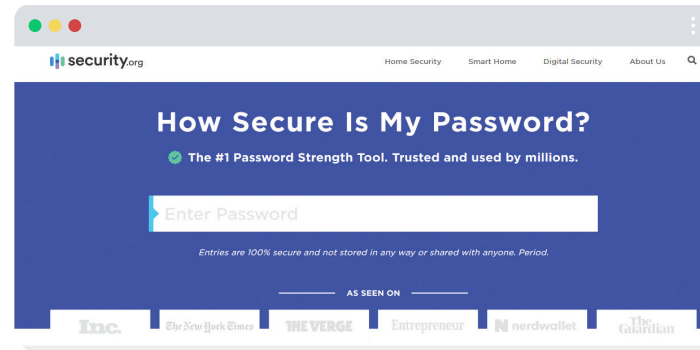 security.org
Home Security Smart Home Digital Security About Us
How Secure Is My Password?
The #1 Password Strength Tool. Trusted and used by millions.
Enter Password
Entries are 100% secure and not stored in any way or shared with anyone. Period.
AS SEEN ON
Inc. The New York Times THE VERGE Entrepreneur N nerdwallet The Guardian